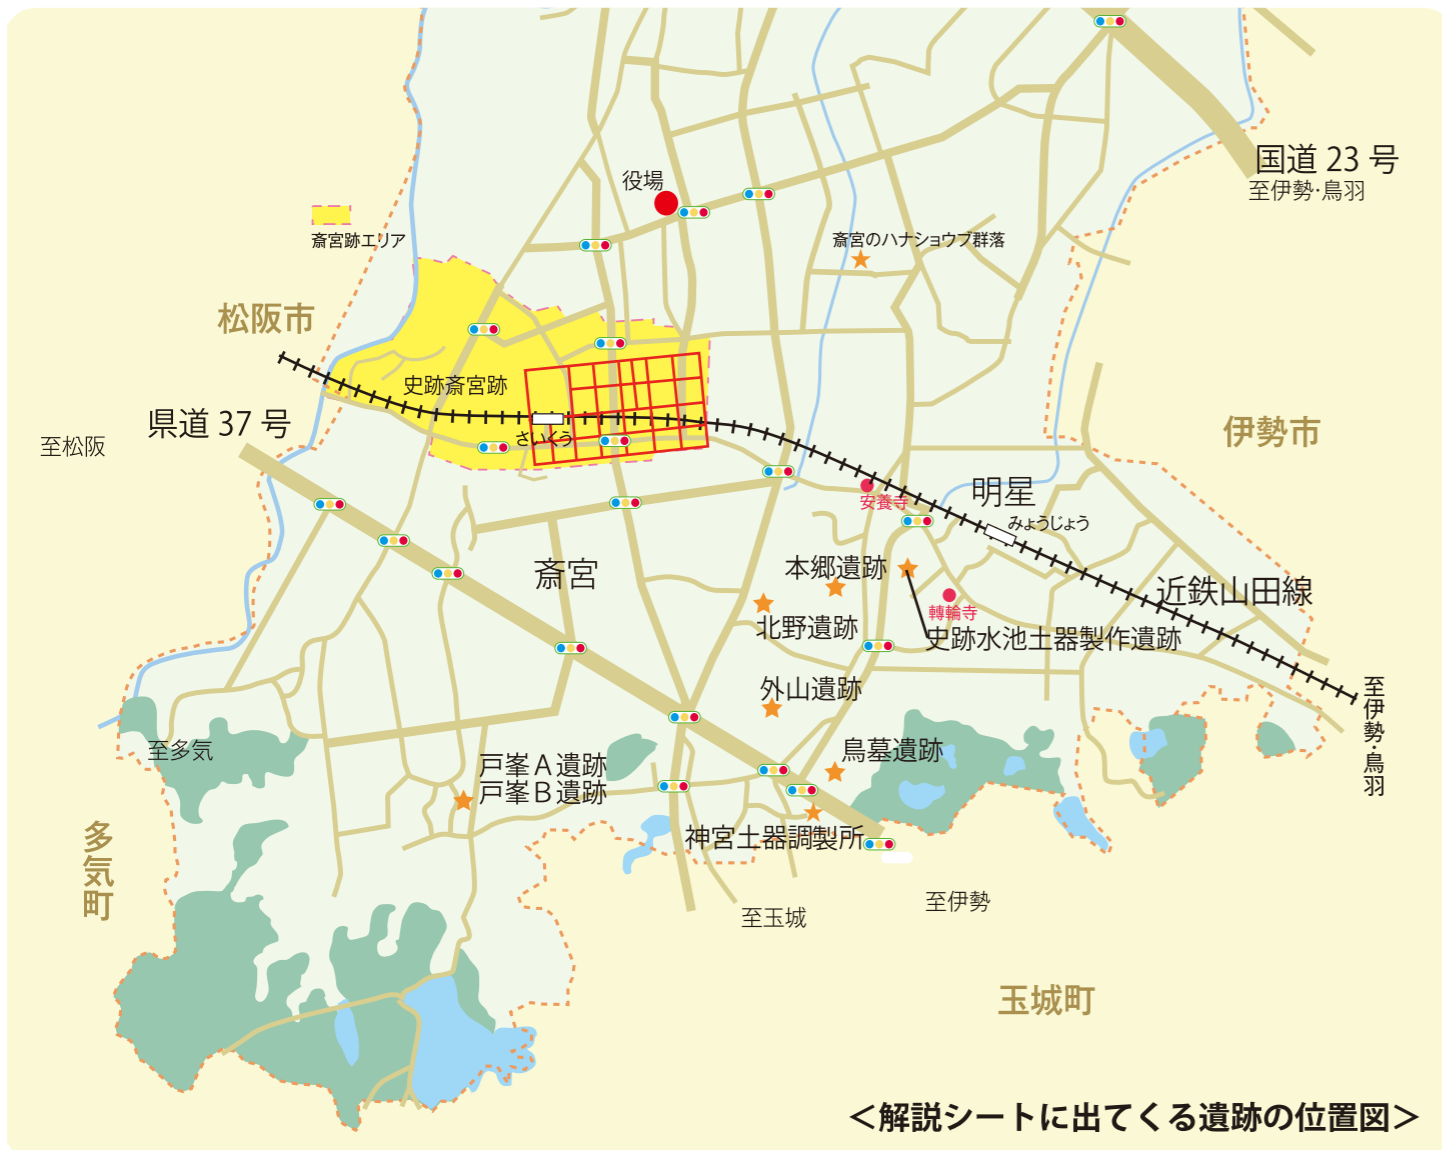 国道 23 号
至伊勢・鳥羽
役場
斎宮跡エリア
斎宮のハナショウブ群落
松阪市
史跡斎宮跡
県道 37 号
至松阪
さいくう
伊勢市
明星
みょうじょう
安養寺
斎宮
本郷遺跡
近鉄山田線
轉輪寺
北野遺跡
史跡水池土器製作遺跡
外山遺跡
至伊勢・鳥羽
至多気
鳥墓遺跡
戸峯A遺跡
戸峯B遺跡
神宮土器調製所
多気町
至玉城
至伊勢
玉城町
＜解説シートに出てくる遺跡の位置図＞